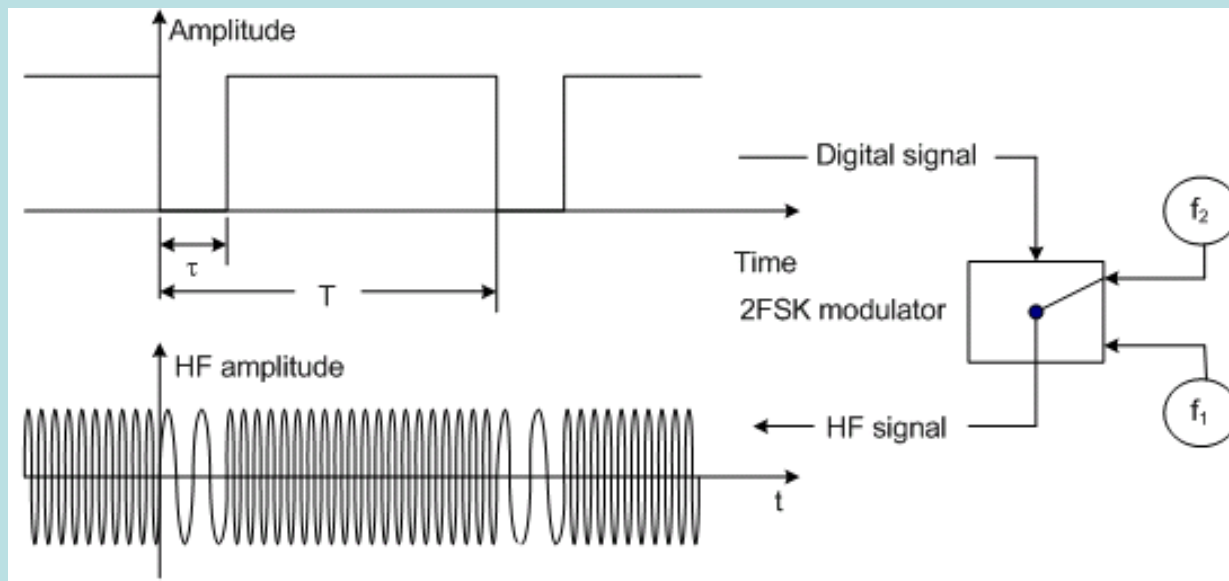 Amplitude
Digital signal
f₂
τ
Time
T
2FSK modulator
HF amplitude
HF signal
f₁
t